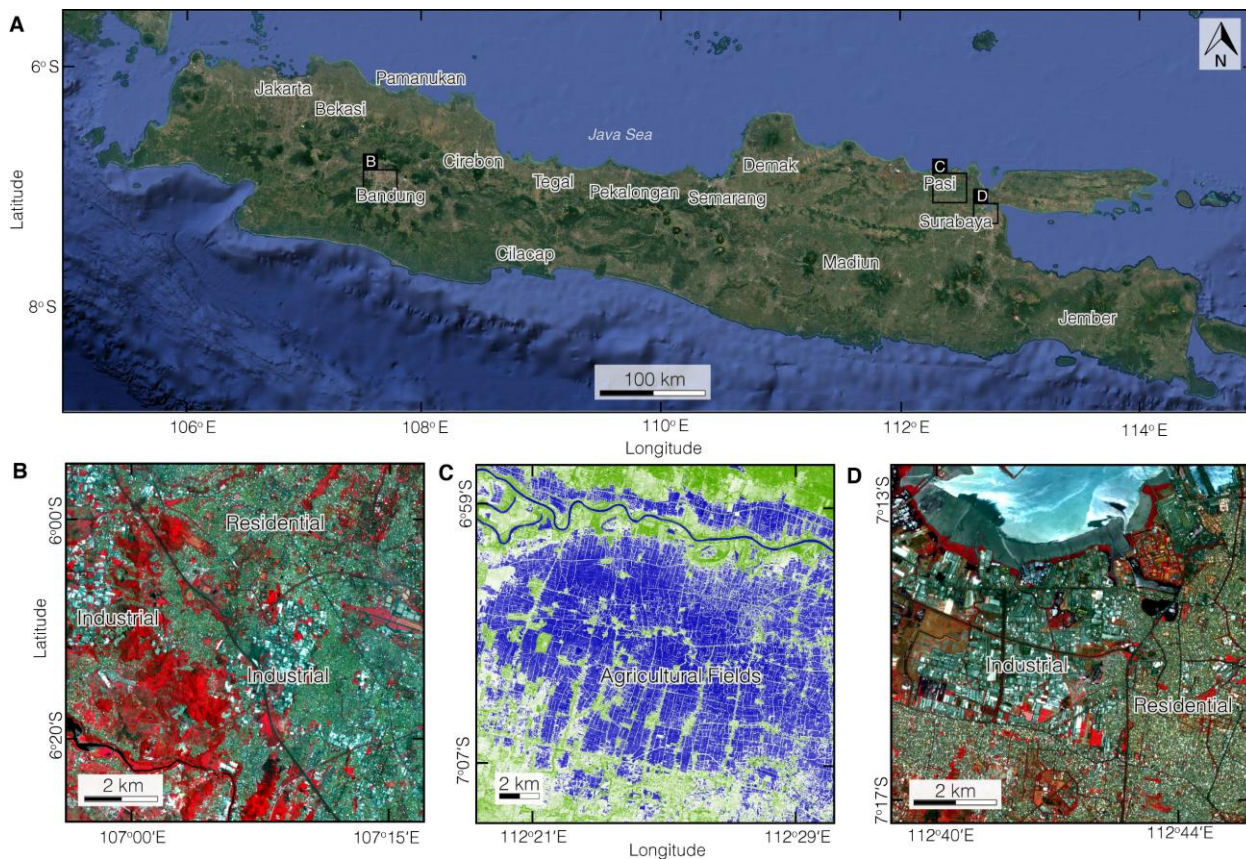 A
N
6°S
Jakarta
Pamanukan
Bekasi
Java Sea
B
Cirebon
Bandung
Tegal
Pekalongan
Semarang
Demak
C
Pasi
D
Surabaya
Cilacap
Madiun
Jember
8°S
Latitude
100 km
106°E
108°E
110°E
112°E
114°E
Longitude
B
6°00'S
6°20'S
Latitude
Residential
Industrial
Industrial
2 km
107°00'E
107°15'E
C
6°59'S
7°07'S
Agricultural Fields
2 km
112°21'E
112°29'E
Longitude
D
7°13'S
7°17'S
Industrial
Residential
2 km
112°40'E
112°44'E